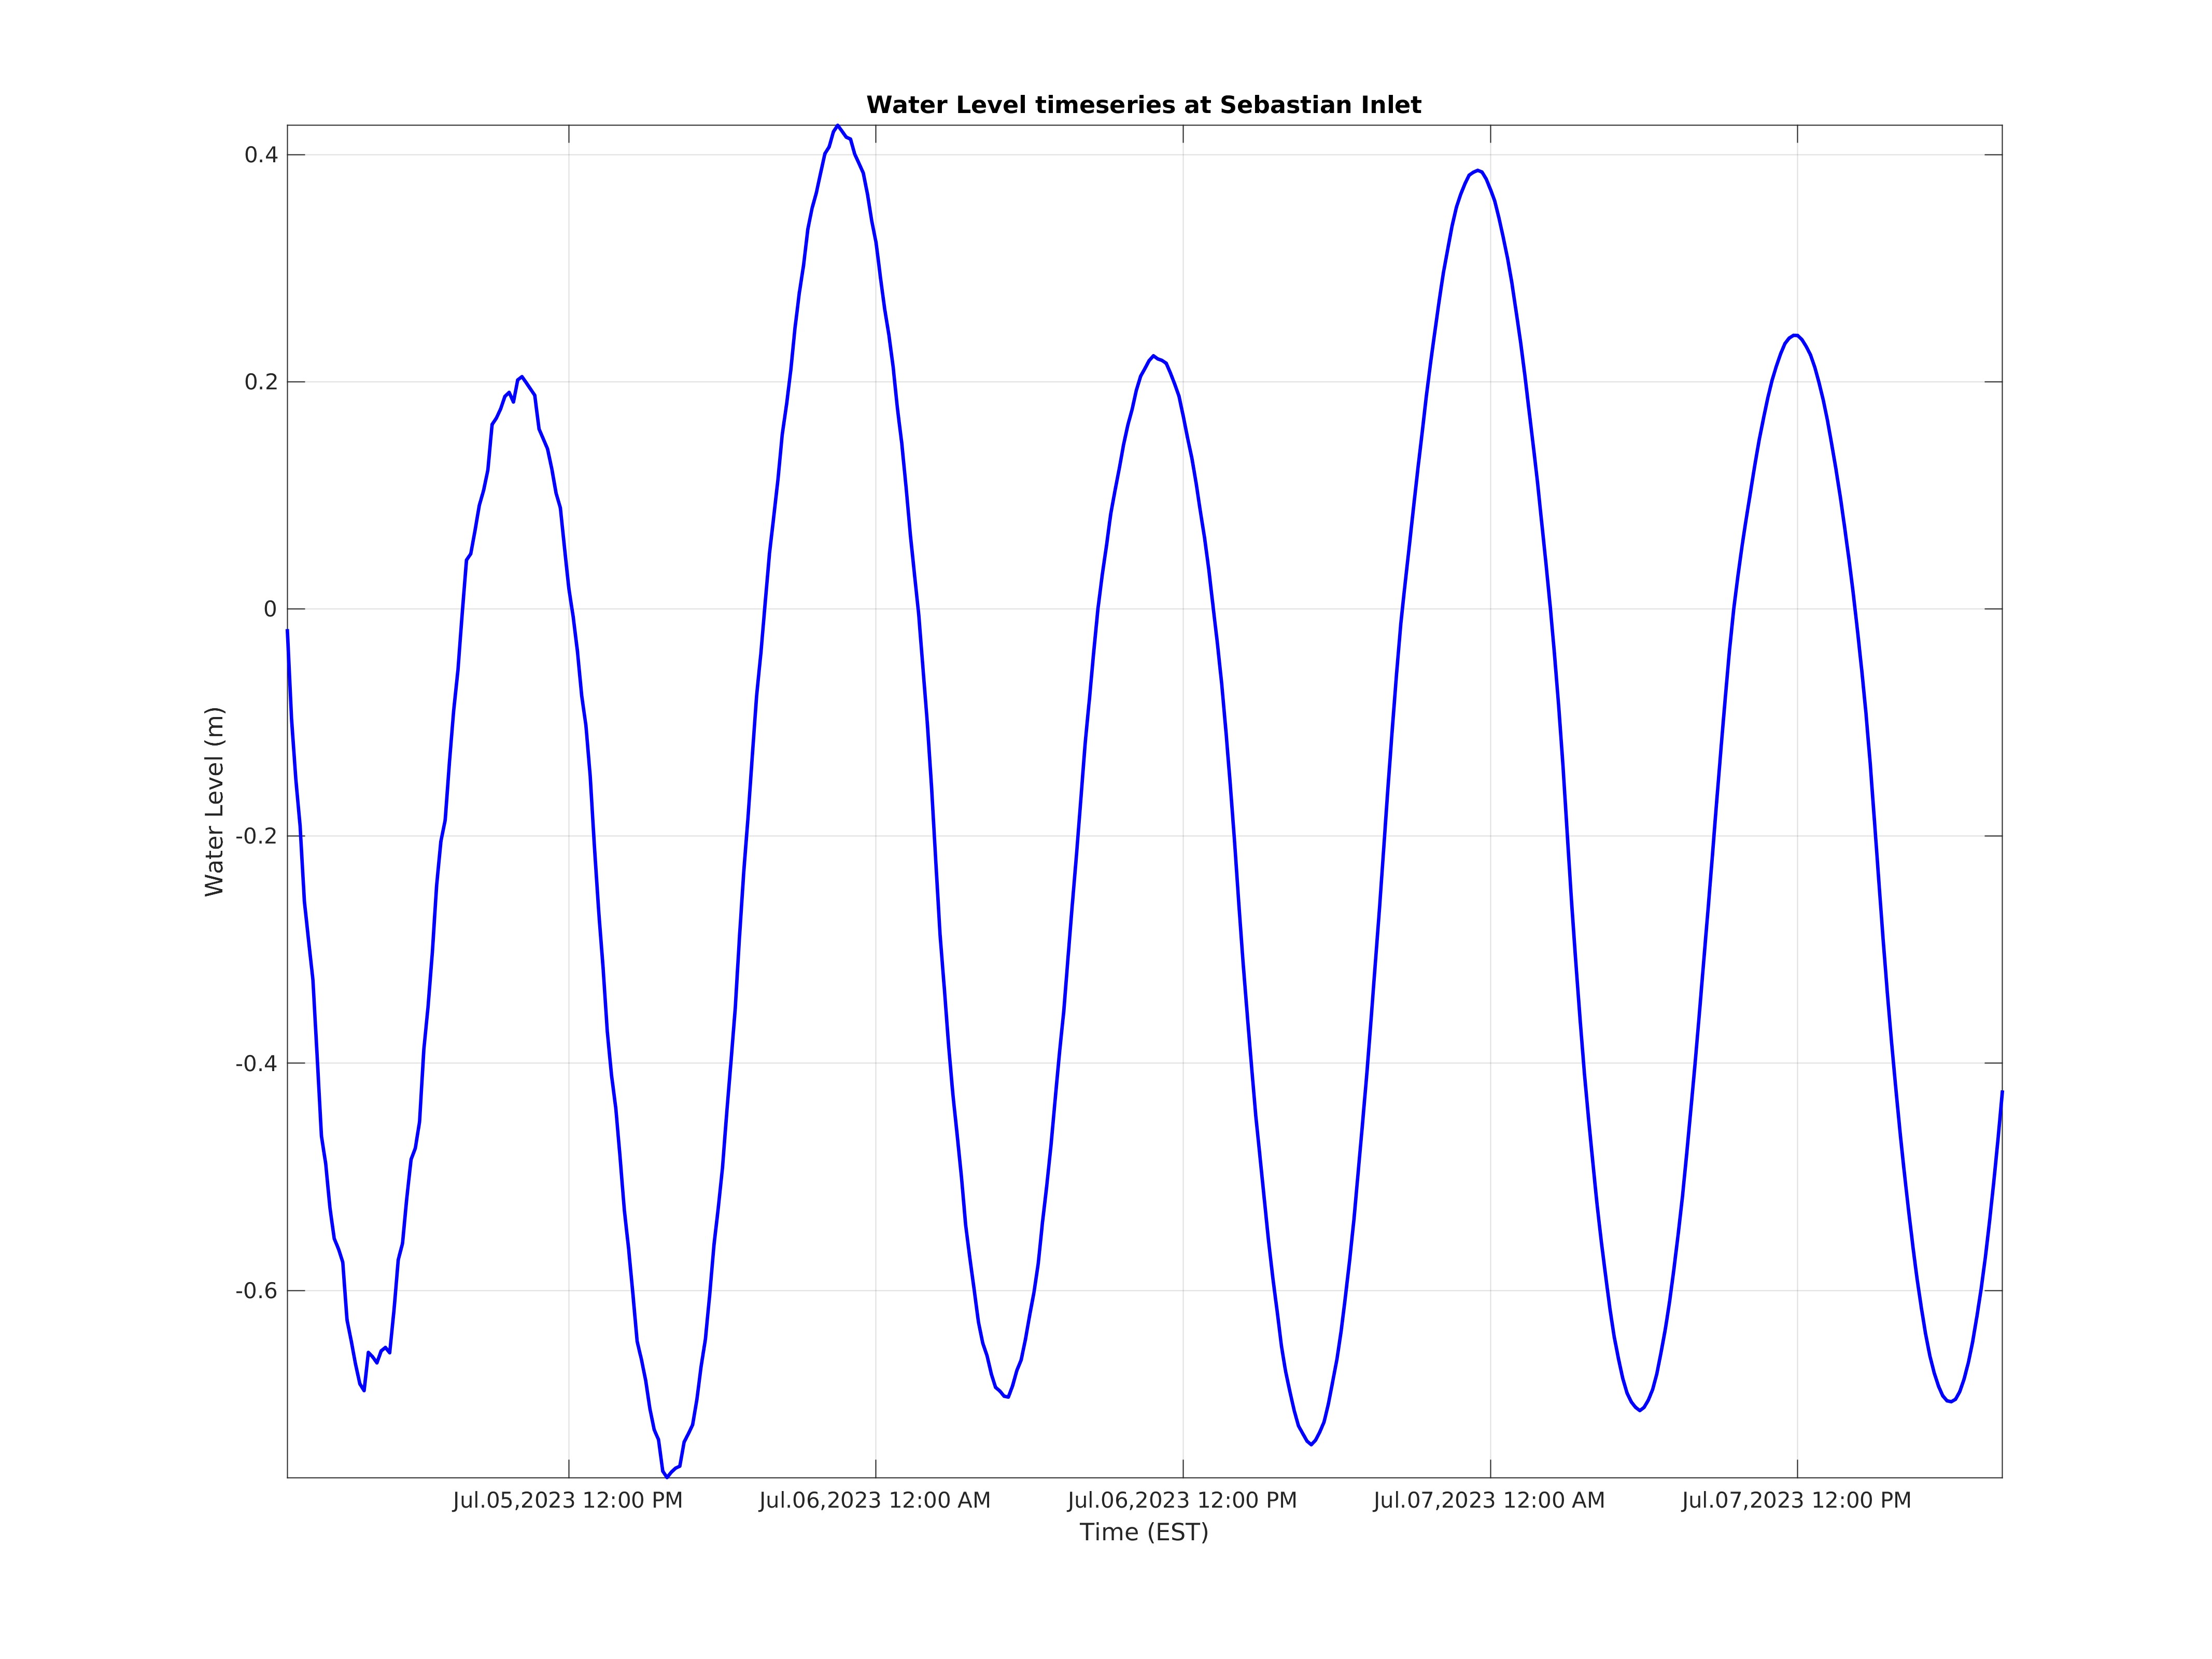 Water Level timeseries at Sebastian Inlet
0.4
0.2
0
-0.2
-0.4
-0.6
Water Level (m)
Jul.05,2023 12:00 PM
Jul.06,2023 12:00 AM
Jul.06,2023 12:00 PM
Jul.07,2023 12:00 AM
Jul.07,2023 12:00 PM
Time (EST)